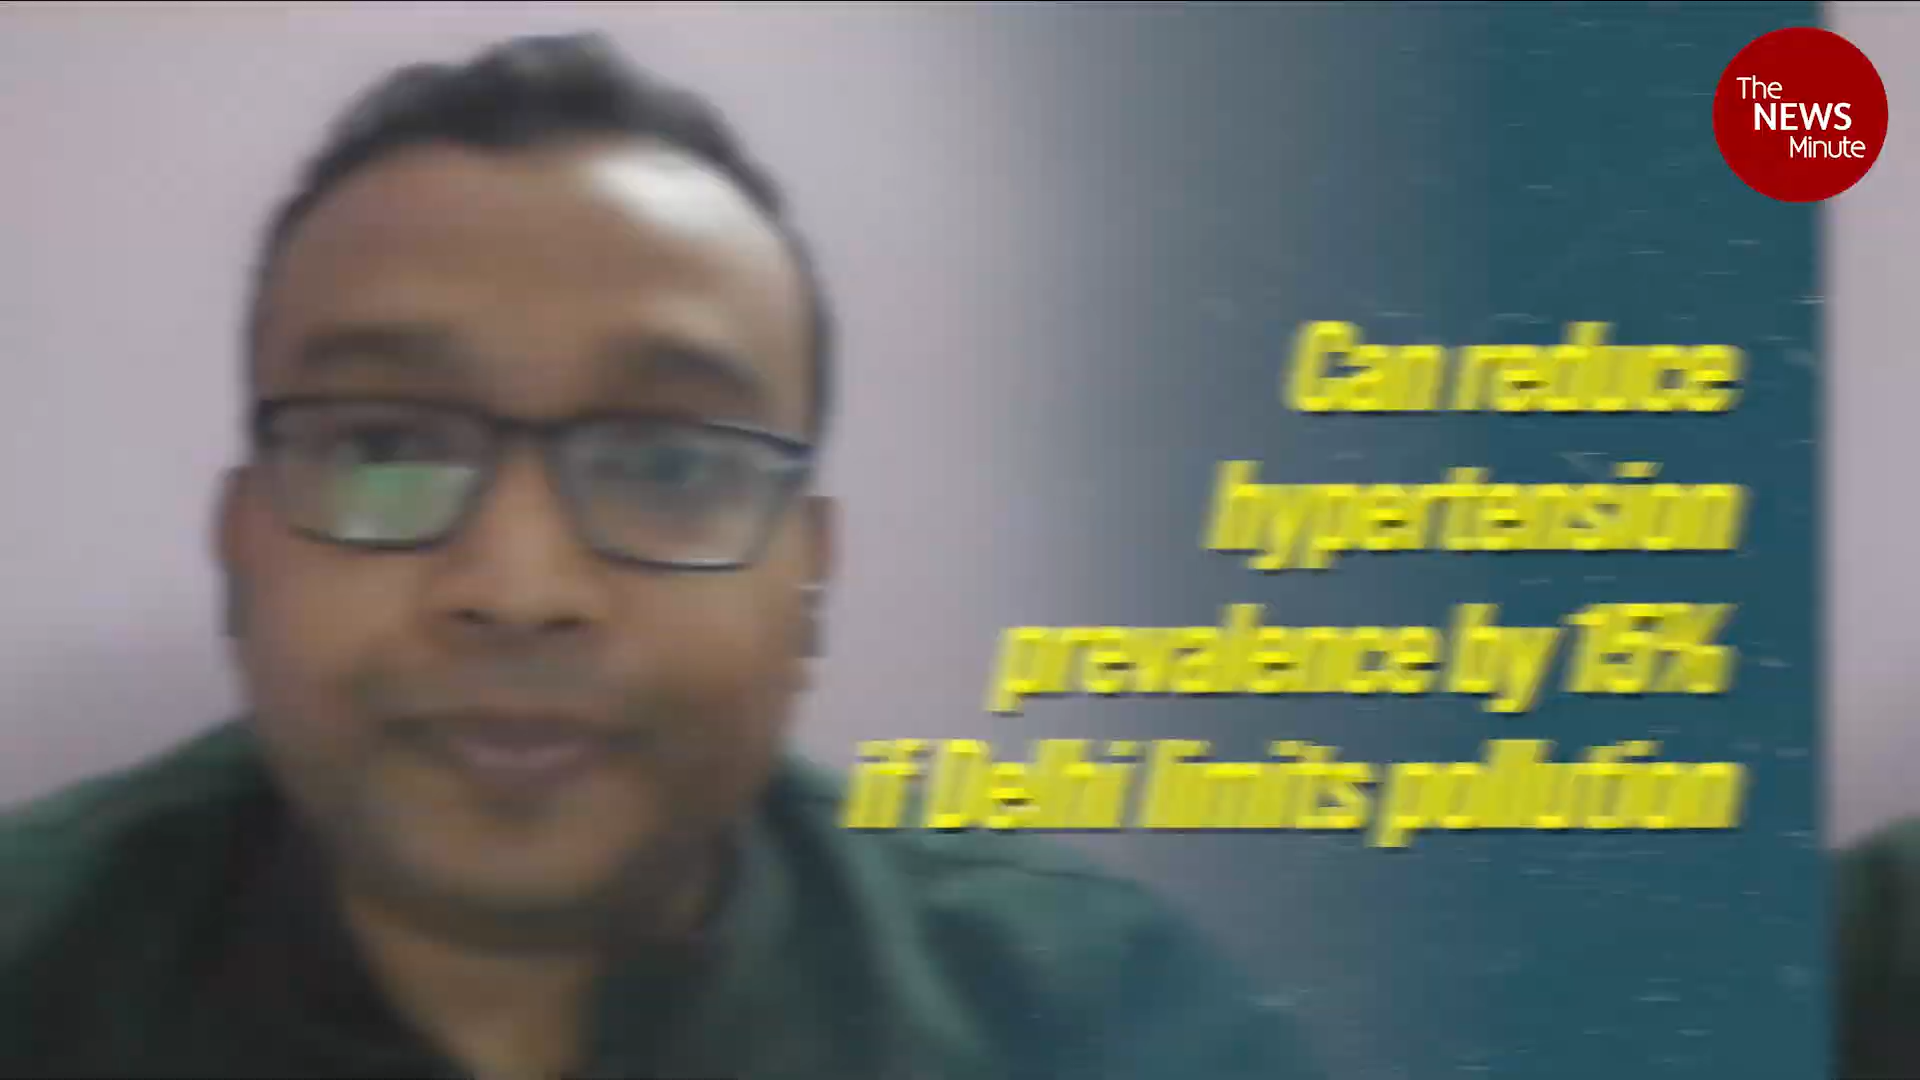 The
NEWS
Minute
Can reduce
hypertension
prevalence by 15%
if Delhi limits pollution